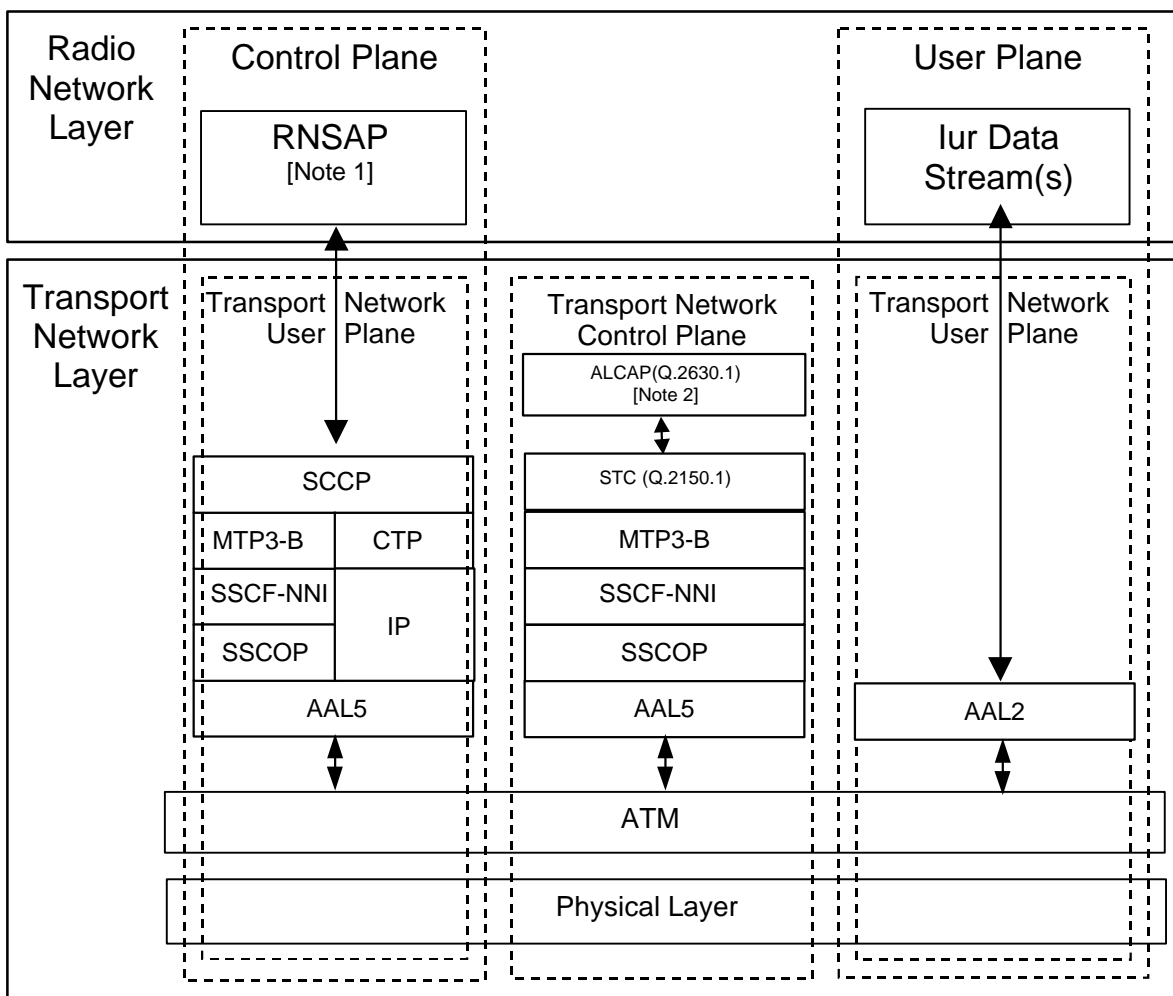 Radio
Network
Layer
Control Plane
RNSAP
[Note 1]
User Plane
Iur Data
Stream(s)
Transport
Network
Layer
Transport Network
User Plane
SCCP
MTP3-B CTP
SSCF-NNI
IP
SSCOP
AAL5
Transport Network
Control Plane
ALCAP(Q.2630.1)
[Note 2]
STC (Q.2150.1)
MTP3-B
SSCF-NNI
SSCOP
AAL5
Transport Network
User Plane
AAL2
ATM
Physical Layer